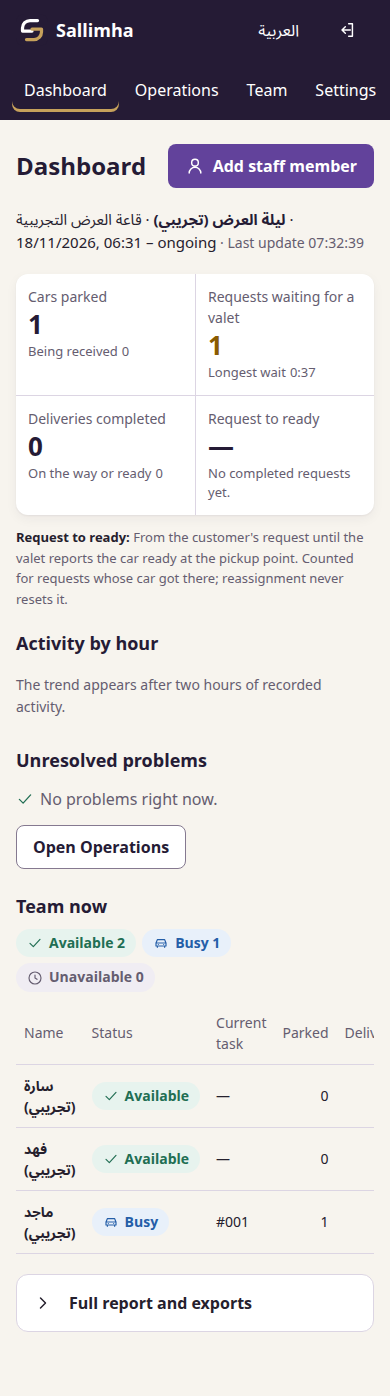 Sallimha
العربية
Dashboard
Operations
Team
Settings
Dashboard
Add staff member
ليلة العرض (تجريبي) · قاعة العرض التجريبية ·
18/11/2026, 06:31 – ongoing · Last update 07:32:39
Cars parked
1
Being received 0
Requests waiting for a
valet
1
Longest wait 0:37
Deliveries completed
0
On the way or ready 0
Request to ready
—
No completed requests
yet.
Request to ready: From the customer's request until the
valet reports the car ready at the pickup point. Counted
for requests whose car got there; reassignment never
resets it.
Activity by hour
The trend appears after two hours of recorded
activity.
Unresolved problems
No problems right now.
Open Operations
Team now
Available 2
Busy 1
Unavailable 0
Name
Status
Current
task
Parked
Deliv
سارة
(تجريبي)
Available
—
0
فهد
(تجريبي)
Available
—
0
ماجد
(تجريبي)
Busy
#001
1
Full report and exports